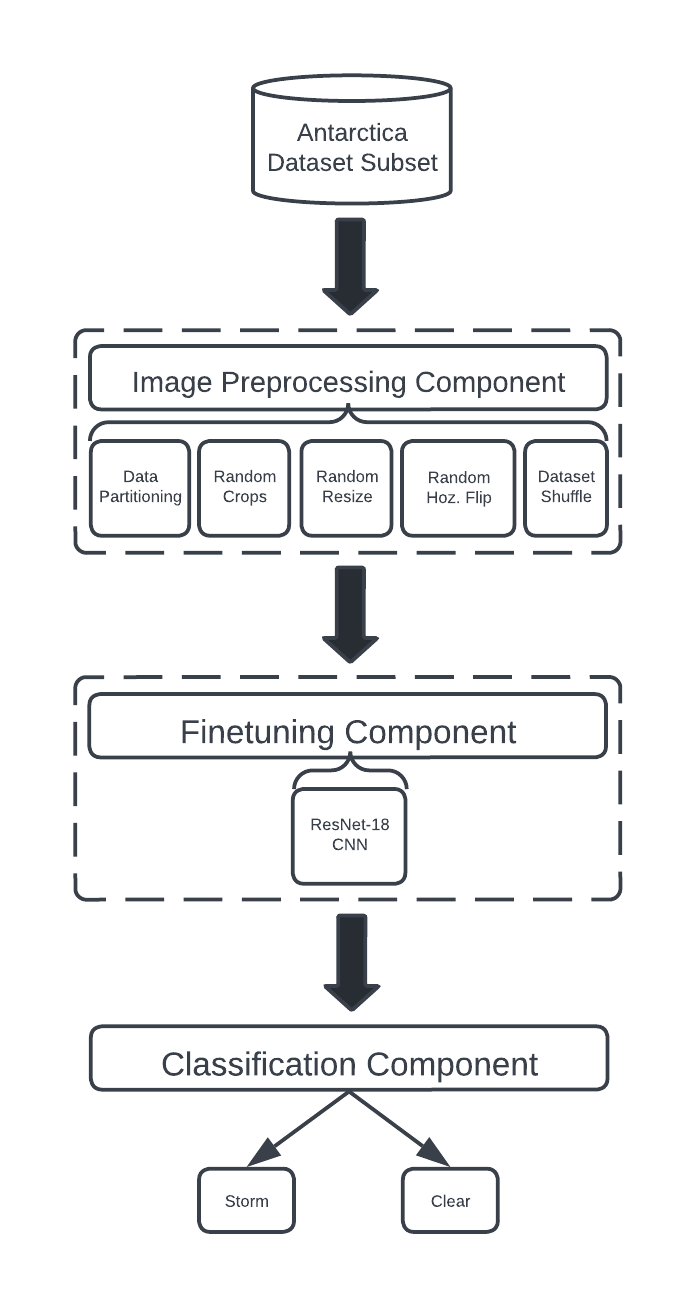 Antarctica
Dataset Subset
Image Preprocessing Component
Data
Partitioning
Random
Crops
Random
Resize
Random
Hoz. Flip
Dataset
Shuffle
Finetuning Component
ResNet-18
CNN
Classification Component
Storm
Clear